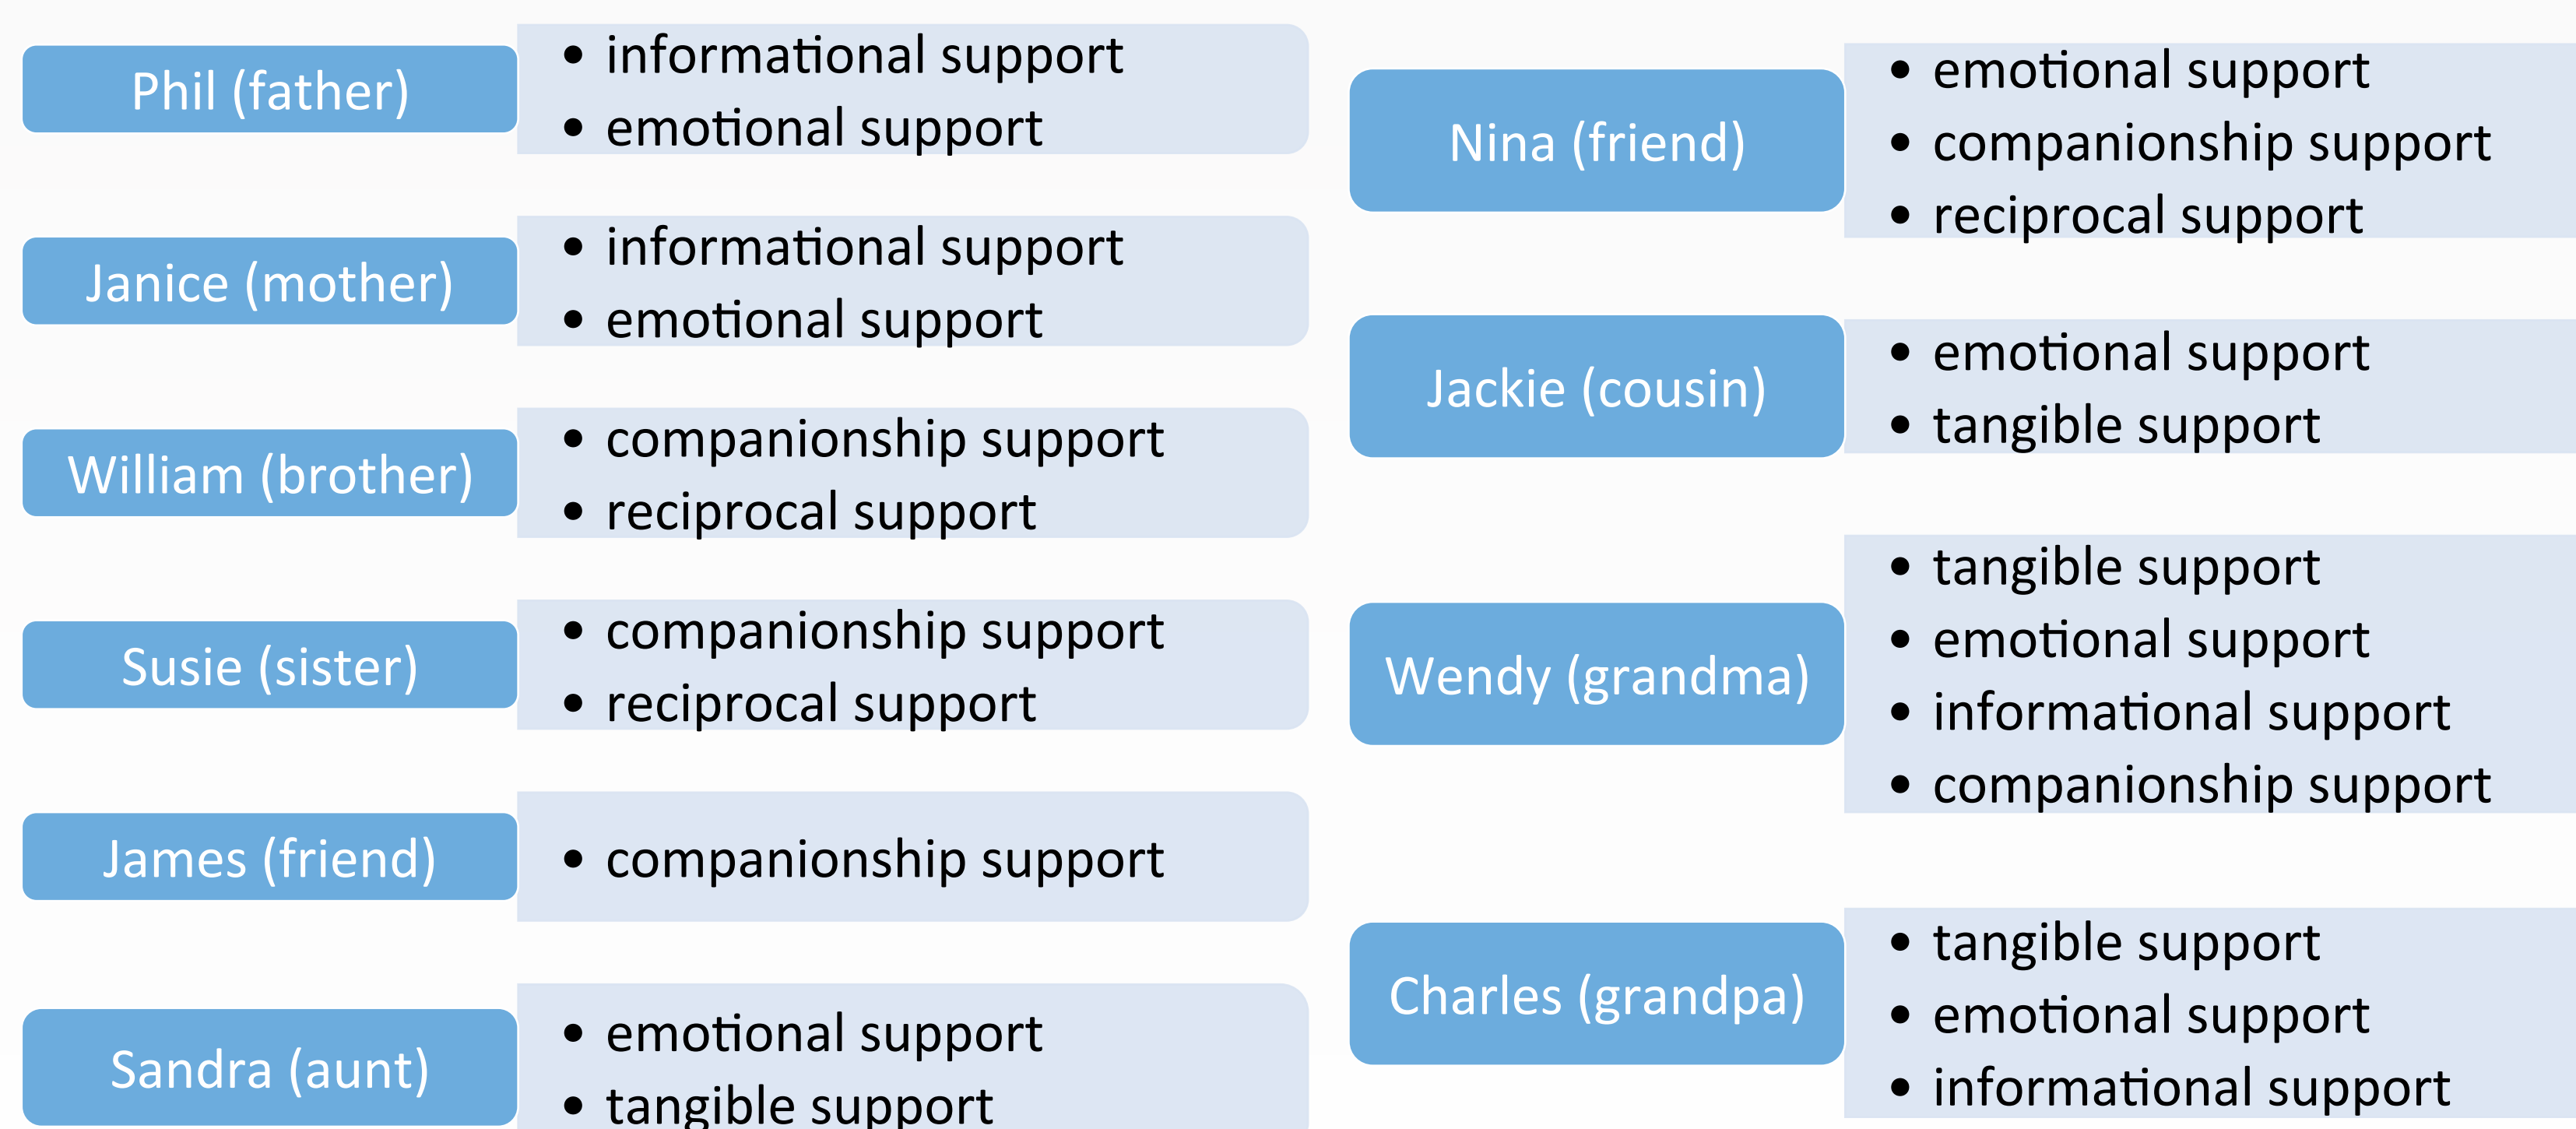 Phil (father)
• informational support
• emotional support
Janice (mother)
• informational support
• emotional support
William (brother)
• companionship support
• reciprocal support
Susie (sister)
• companionship support
• reciprocal support
James (friend)
• companionship support
Sandra (aunt)
• emotional support
• tangible support
Nina (friend)
• emotional support
• companionship support
• reciprocal support
Jackie (cousin)
• emotional support
• tangible support
Wendy (grandma)
• tangible support
• emotional support
• informational support
• companionship support
Charles (grandpa)
• tangible support
• emotional support
• informational support